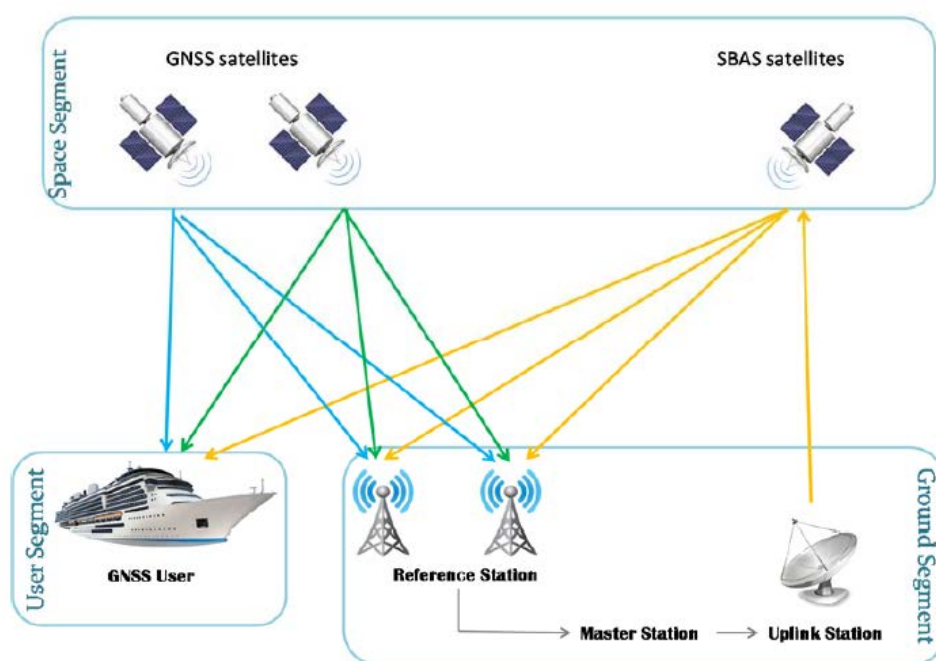 Space Segment
GNSS satellites
SBAS satellites
User Segment
GNSS User
Ground Segment
Reference Station
Master Station
Uplink Station